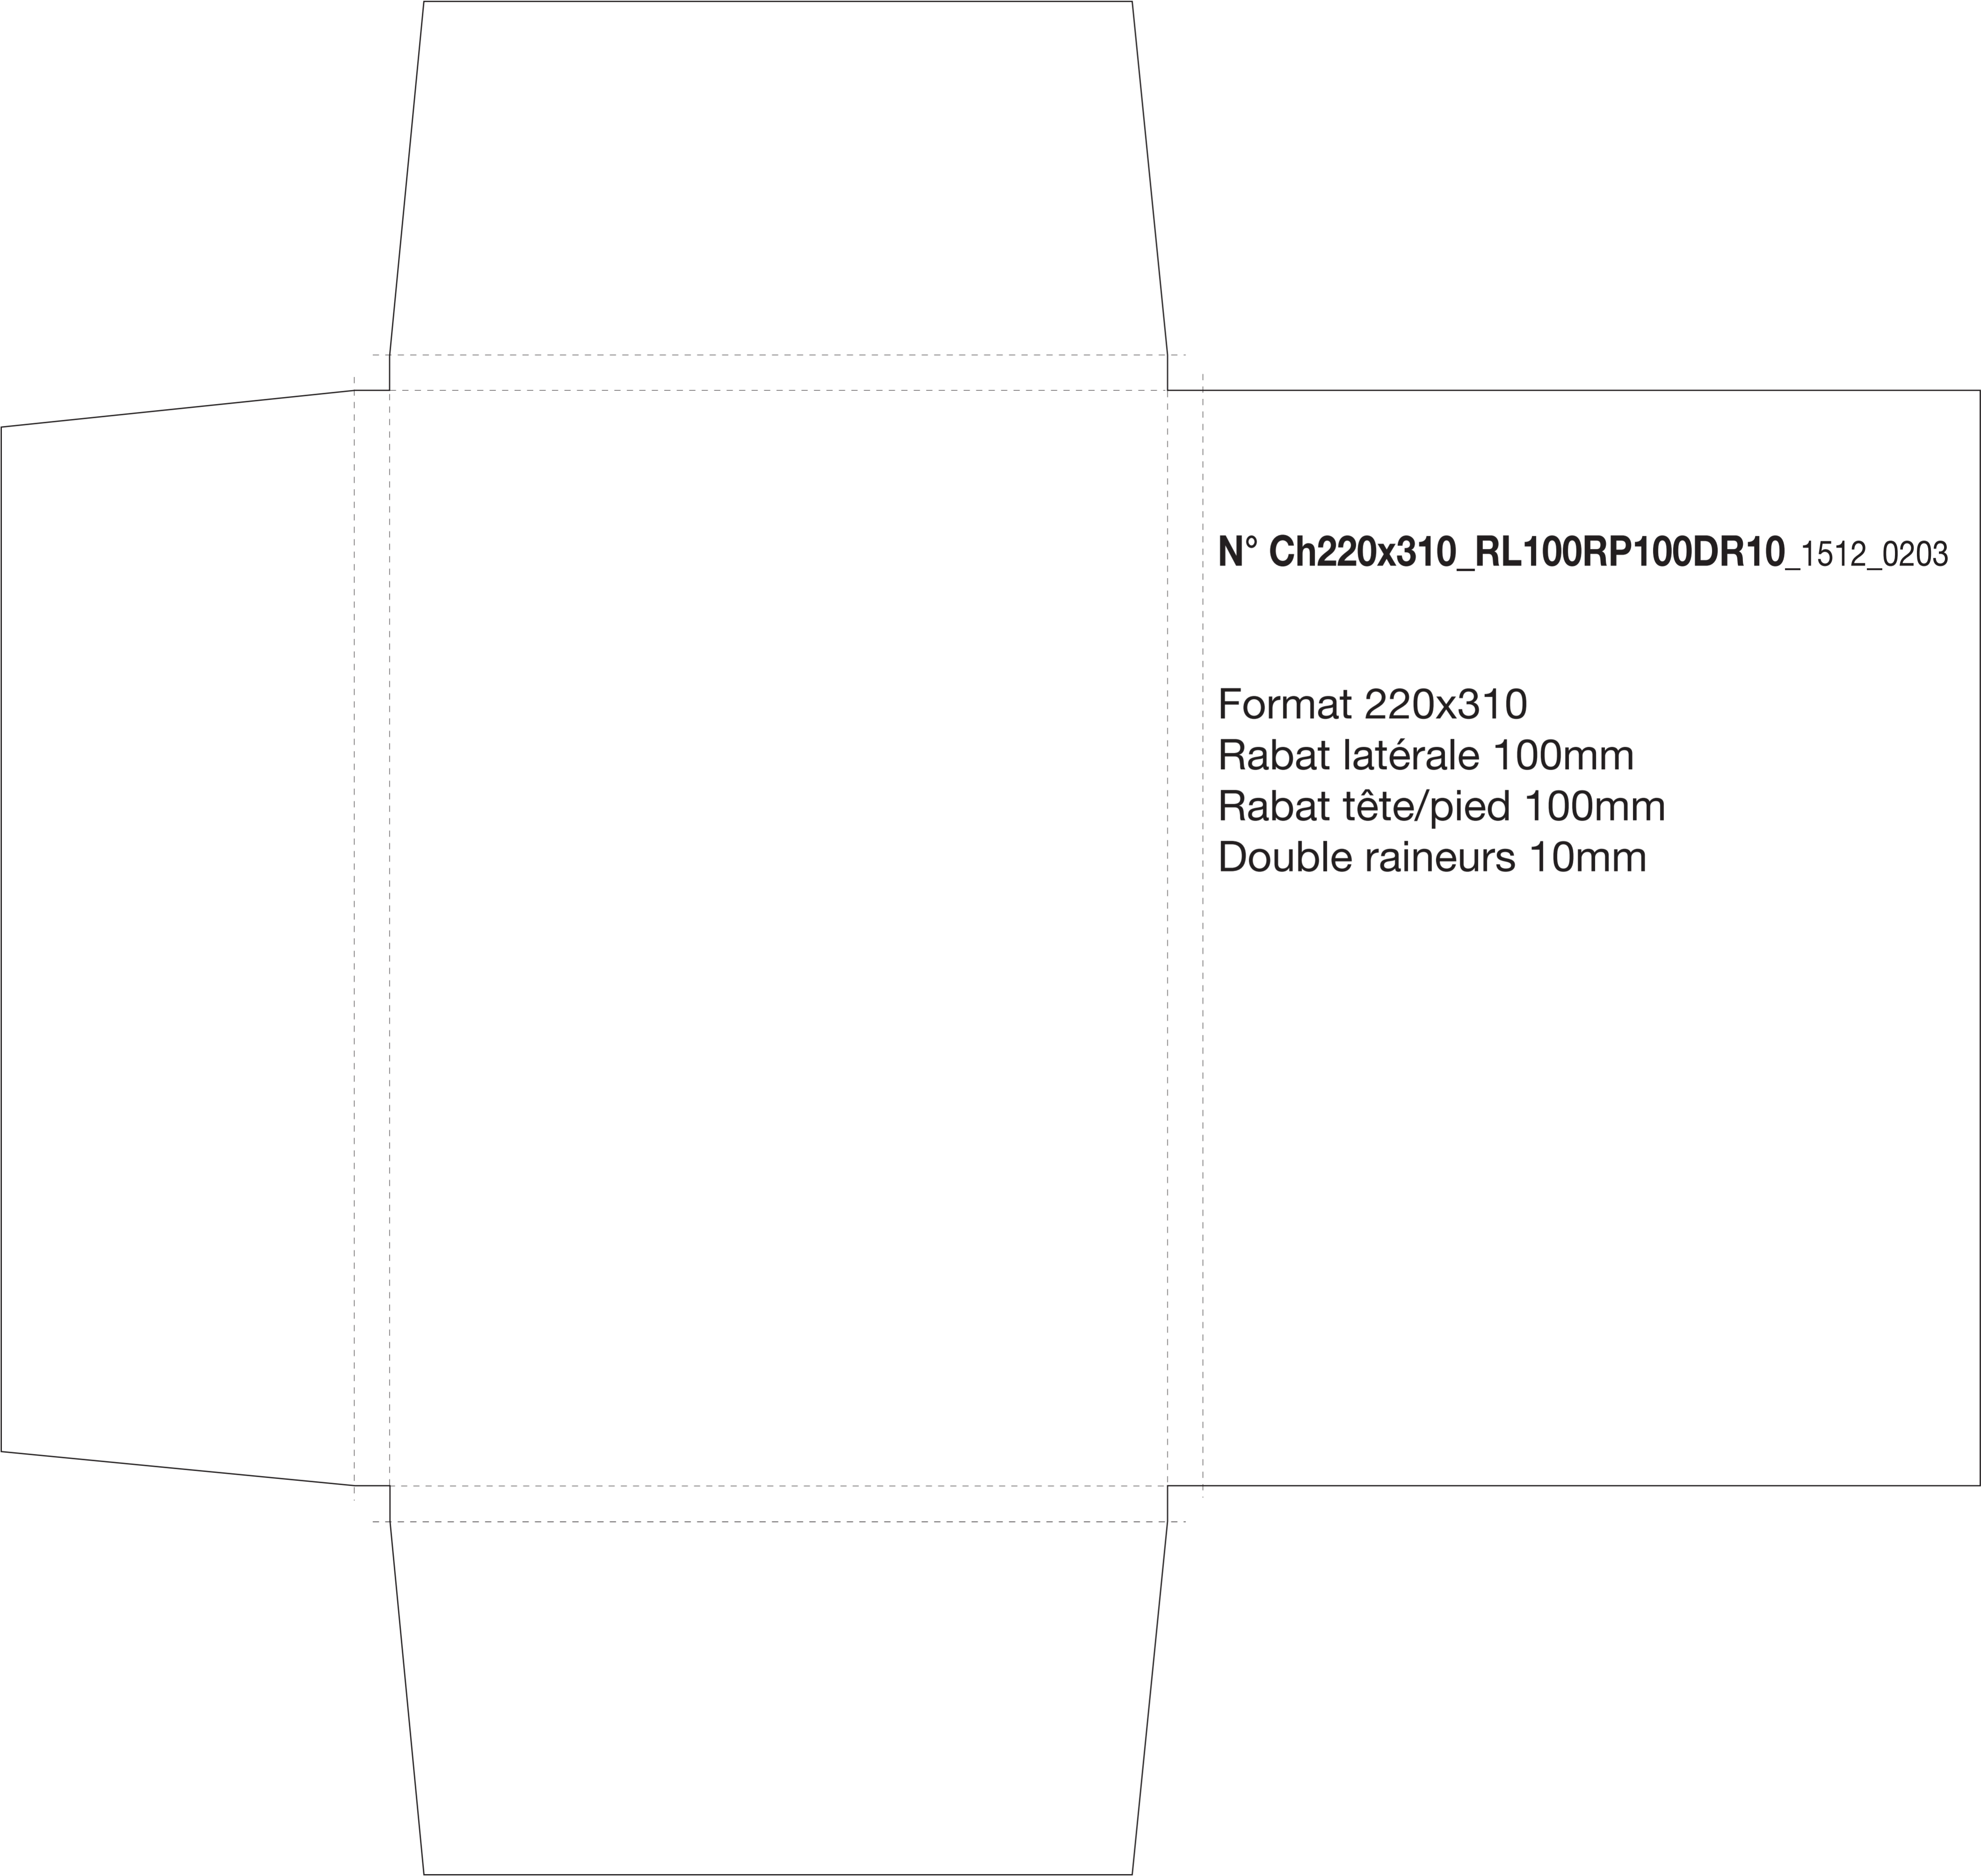 N° Ch220x310_RL100RP100DR10_1512_0203
Format 220x310
Rabat latérale 100mm
Rabat tête/pied 100mm
Double raineurs 10mm